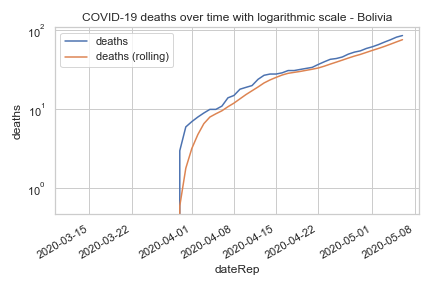 COVID-19 deaths over time with logarithmic scale - Bolivia
deaths
deaths (rolling)
10²
10¹
10⁰
deaths
2020-03-15
2020-03-22
2020-04-01
2020-04-08
2020-04-15
2020-04-22
2020-05-01
2020-05-08
dateRep